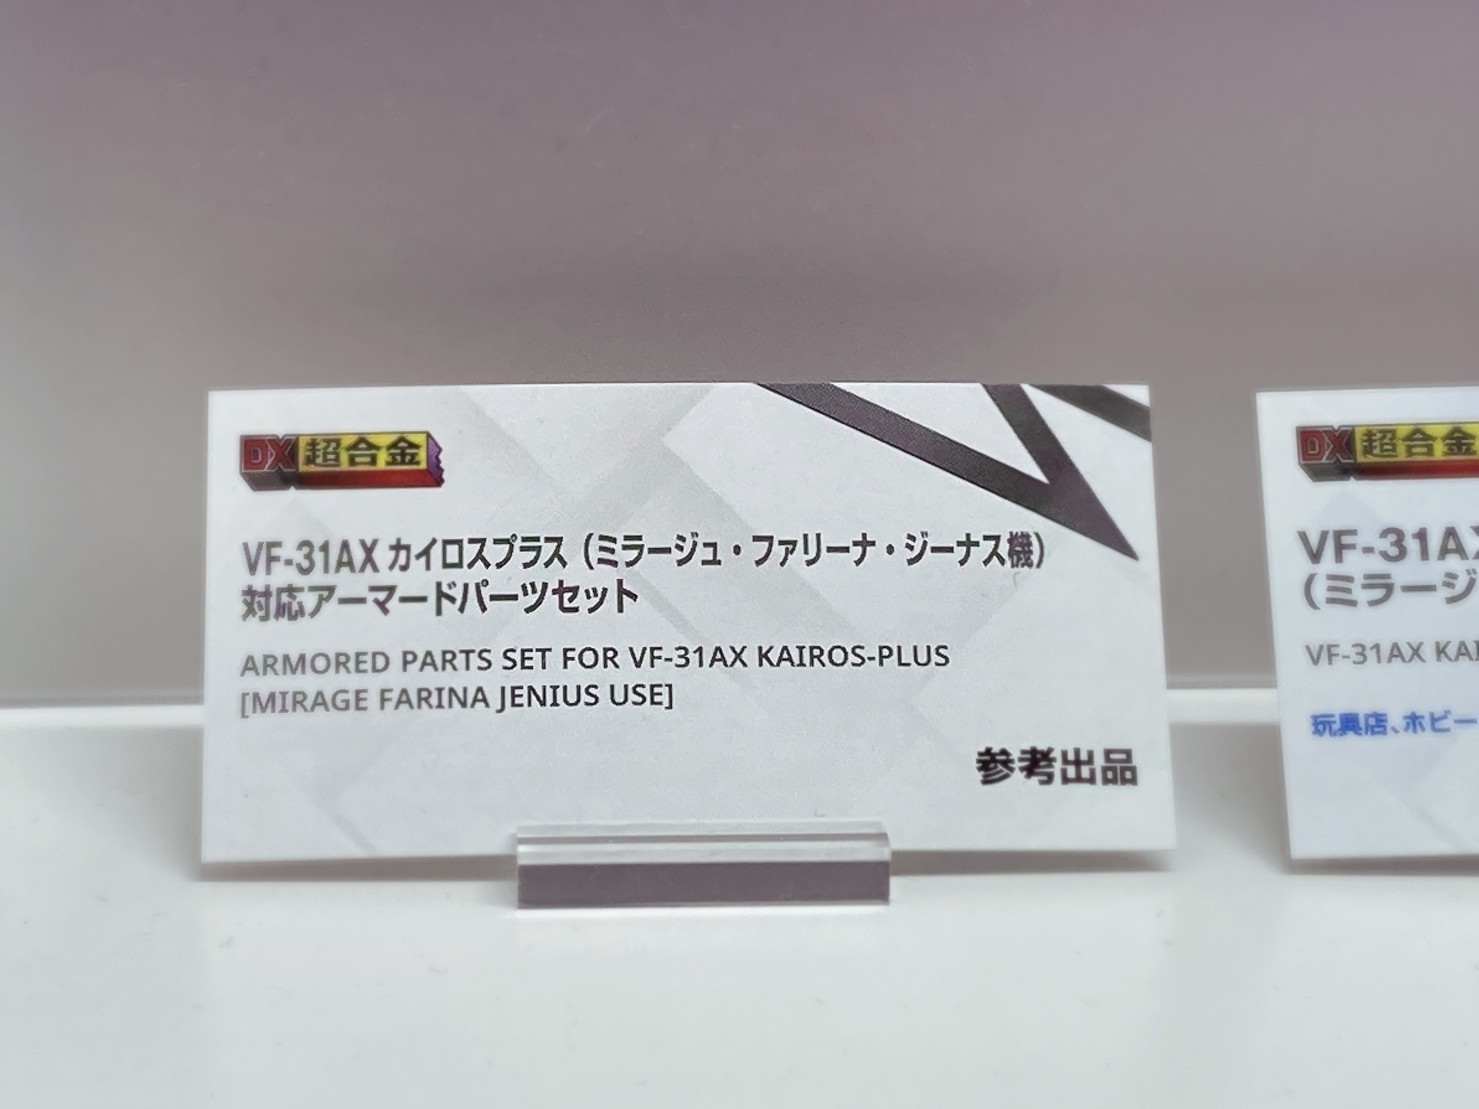 DX超合金
VF-31AX カイロスプラス（ミラージュ・ファリーナ・ジーナス機）
対応アーマードパーツセット
ARMORED PARTS SET FOR VF-31AX KAIROS-PLUS
[MIRAGE FARINA JENIUS USE]
参考出品
DX超合金
VF-31AX
（ミラージ
VF-31AX KAI
玩具店、ホビー